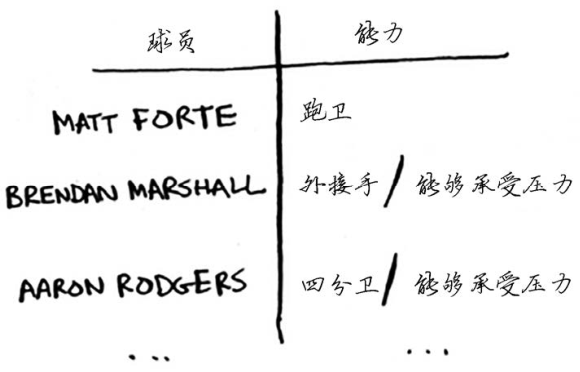 球员 能力
MATT FORTE 跑卫
BRENDAN MARSHALL 外接手 / 能够承受压力
AARON RODGERS 四分卫 / 能够承受压力
... ...